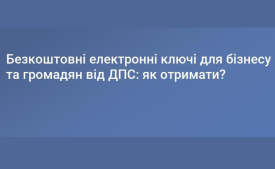 Безкоштовні електронні ключі для бізнесу
та громадян від ДПС: як отримати?